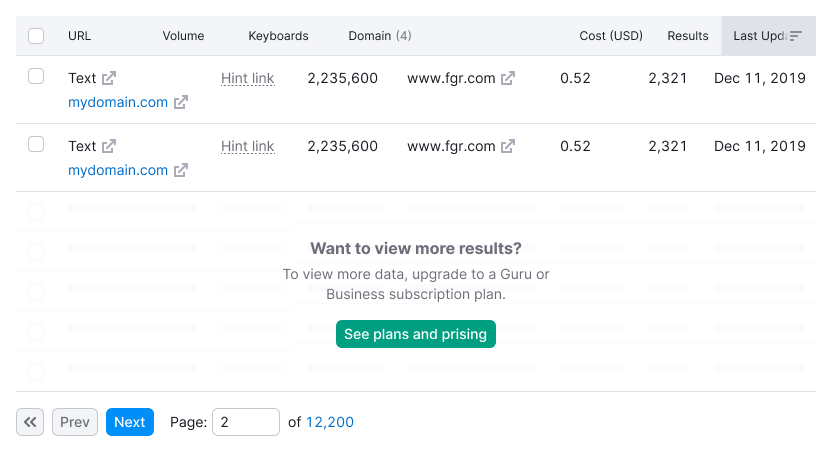 URL Volume Keyboards Domain (4) Cost (USD) Results Last Upd
Text Hint link 2,235,600 www.fgr.com 0.52 2,321 Dec 11, 2019
mydomain.com
Text Hint link 2,235,600 www.fgr.com 0.52 2,321 Dec 11, 2019
mydomain.com
Want to view more results?
To view more data, upgrade to a Guru or
Business subscription plan.
See plans and prising
Prev Next Page: 2 of 12,200